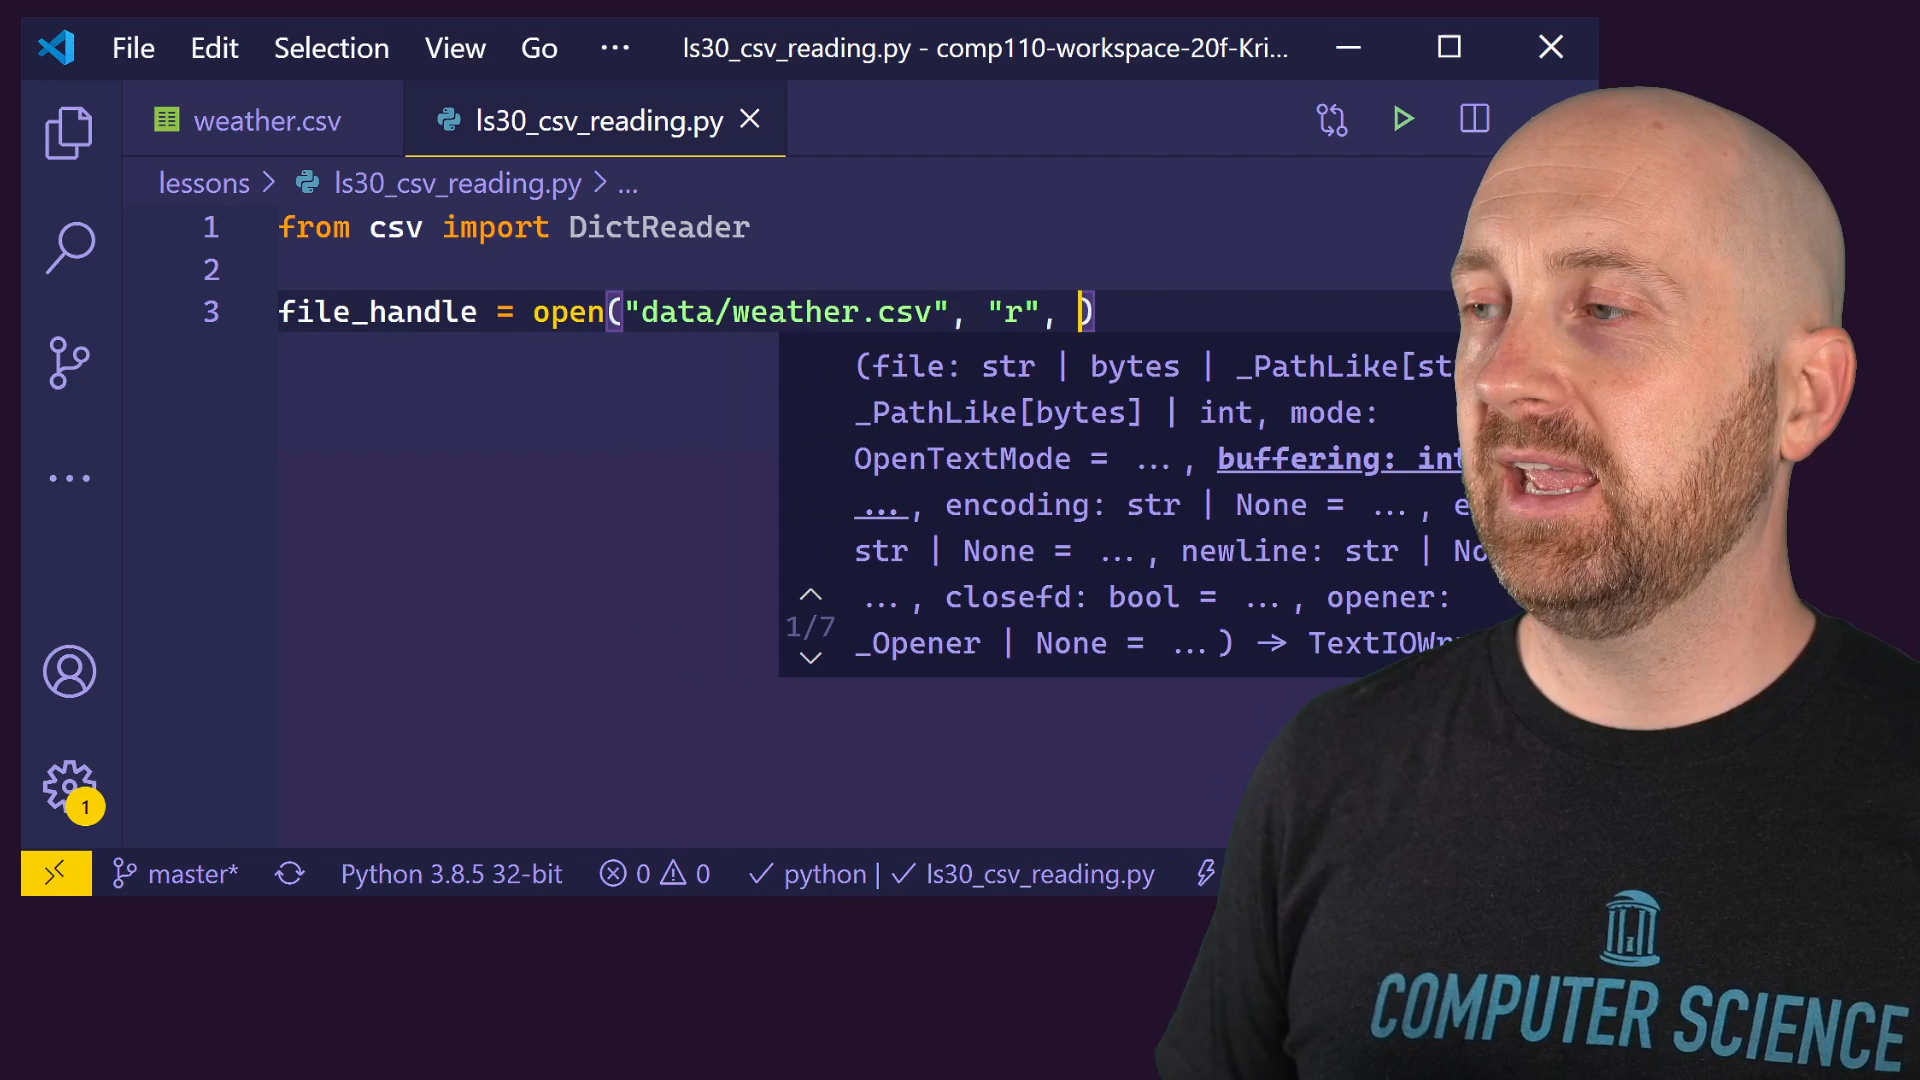 File Edit Selection View Go ··· ls30_csv_reading.py - comp110-workspace-20f-Kri...
weather.csv ls30_csv_reading.py
lessons > ls30_csv_reading.py > ...
1 from csv import DictReader
2
3 file_handle = open("data/weather.csv", "r", )
(file: str | bytes | _PathLike[st
_PathLike[bytes] | int, mode:
OpenTextMode = ..., buffering: int
..., encoding: str | None = ..., e
str | None = ..., newline: str | No
..., closefd: bool = ..., opener:
1/7
_Opener | None = ...) → TextIOWr
1
master* Python 3.8.5 32-bit 0 0 ✓ python | ✓ ls30_csv_reading.py
COMPUTER SCIENCE